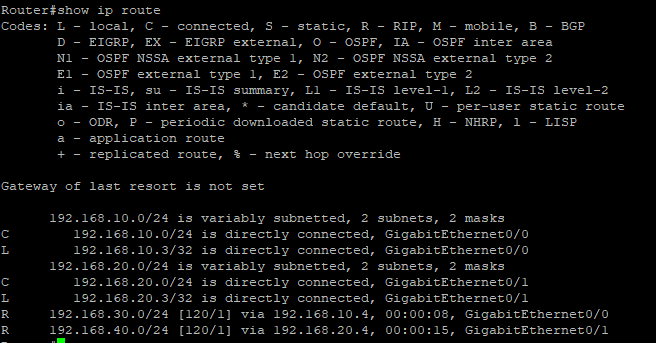 Router#show ip route
Codes: L - local, C - connected, S - static, R - RIP, M - mobile, B - BGP
       D - EIGRP, EX - EIGRP external, O - OSPF, IA - OSPF inter area
       N1 - OSPF NSSA external type 1, N2 - OSPF NSSA external type 2
       E1 - OSPF external type 1, E2 - OSPF external type 2
       i - IS-IS, su - IS-IS summary, L1 - IS-IS level-1, L2 - IS-IS level-2
       ia - IS-IS inter area, * - candidate default, U - per-user static route
       o - ODR, P - periodic downloaded static route, H - NHRP, l - LISP
       a - application route
       + - replicated route, % - next hop override

Gateway of last resort is not set

      192.168.10.0/24 is variably subnetted, 2 subnets, 2 masks
C        192.168.10.0/24 is directly connected, GigabitEthernet0/0
L        192.168.10.3/32 is directly connected, GigabitEthernet0/0
      192.168.20.0/24 is variably subnetted, 2 subnets, 2 masks
C        192.168.20.0/24 is directly connected, GigabitEthernet0/1
L        192.168.20.3/32 is directly connected, GigabitEthernet0/1
R     192.168.30.0/24 [120/1] via 192.168.10.4, 00:00:08, GigabitEthernet0/0
R     192.168.40.0/24 [120/1] via 192.168.20.4, 00:00:15, GigabitEthernet0/1